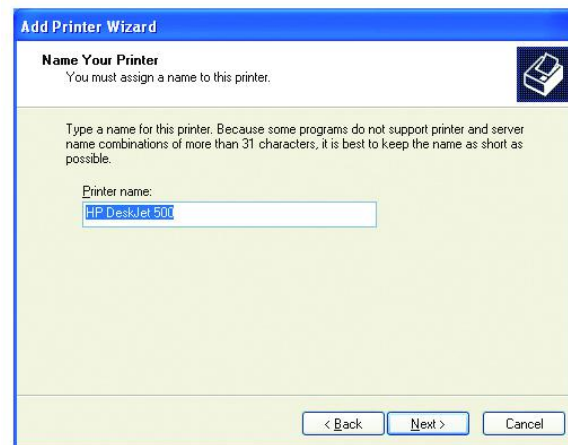 Add Printer Wizard
Name Your Printer
You must assign a name to this printer.
Type a name for this printer. Because some programs do not support printer and server
name combinations of more than 31 characters, it is best to keep the name as short as
possible.
Printer name:
HP DeskJet 500
< Back
Next >
Cancel